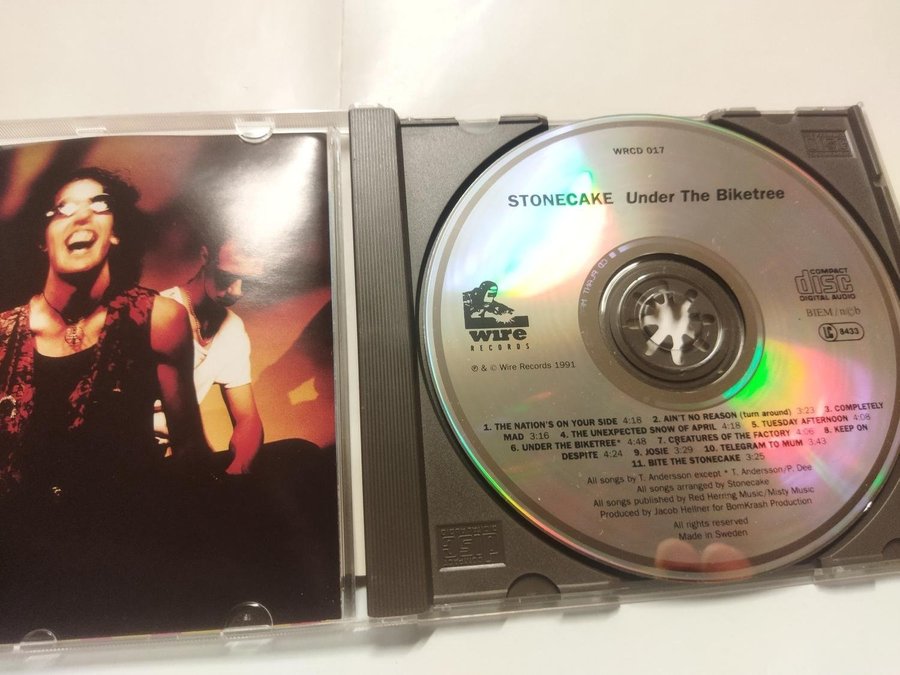 WRCD 017
STONECAKE Under The Biketree
COMPACT
disc
DIGITAL AUDIO
BIEM / n©b
LC 8433
wire
RECORDS
℗ & © Wire Records 1991
1. THE NATION'S ON YOUR SIDE 4:18 2. AIN'T NO REASON (turn around) 3:23 3. COMPLETELY
MAD 3:16 4. THE UNEXPECTED SNOW OF APRIL 4:18 5. TUESDAY AFTERNOON 4:08
6. UNDER THE BIKETREE* 4:48 7. CREATURES OF THE FACTORY 4:06 8. KEEP ON
DESPITE 4:24 9. JOSIE 3:29 10. TELEGRAM TO MUM 3:43
11. BITE THE STONECAKE 3:25
All songs by T. Andersson except * T. Andersson/P. Dee
All songs arranged by Stonecake
All songs published by Red Herring Music/Misty Music
Produced by Jacob Hellner for BomKrash Production
All rights reserved
Made in Sweden